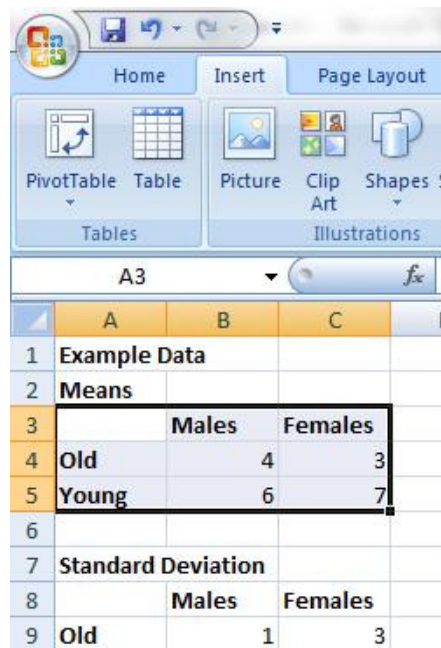 Home Insert Page Layout
PivotTable Table Picture Clip Art Shapes
Tables Illustrations
A3 fx
A B C
1 Example Data
2 Means
3 Males Females
4 Old 4 3
5 Young 6 7
6
7 Standard Deviation
8 Males Females
9 Old 1 3